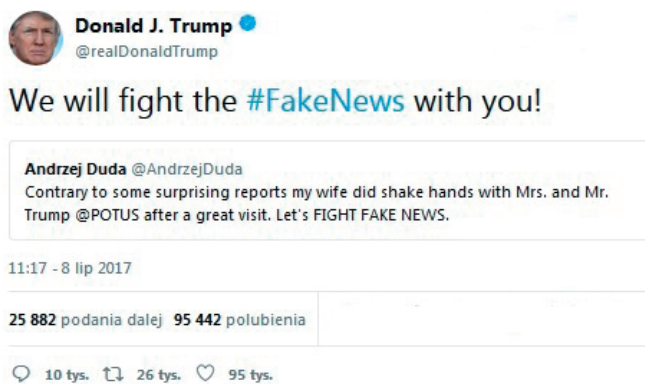 Donald J. Trump
@realDonaldTrump
We will fight the #FakeNews with you!
Andrzej Duda @AndrzejDuda
Contrary to some surprising reports my wife did shake hands with Mrs. and Mr.
Trump @POTUS after a great visit. Let's FIGHT FAKE NEWS.
11:17 - 8 lip 2017
25 882 podania dalej 95 442 polubienia
10 tys. 26 tys. 95 tys.